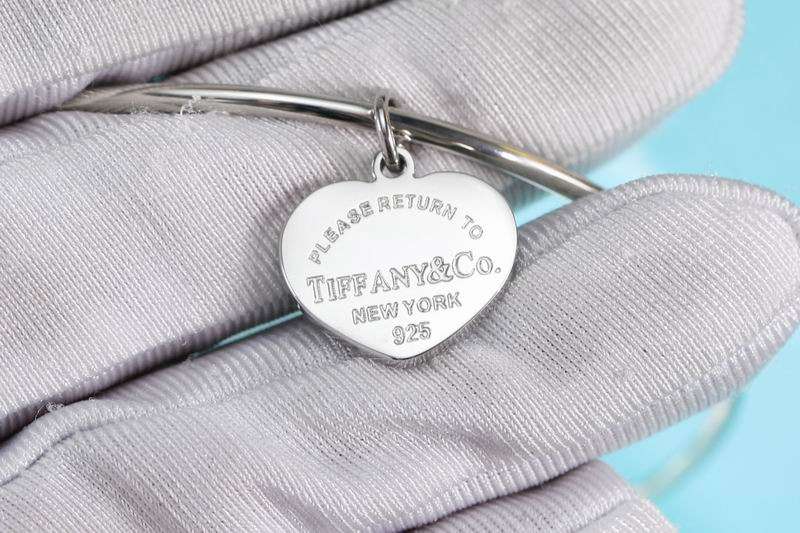 PLEASE RETURN TO
TIFFANY&CO.
NEW YORK
925